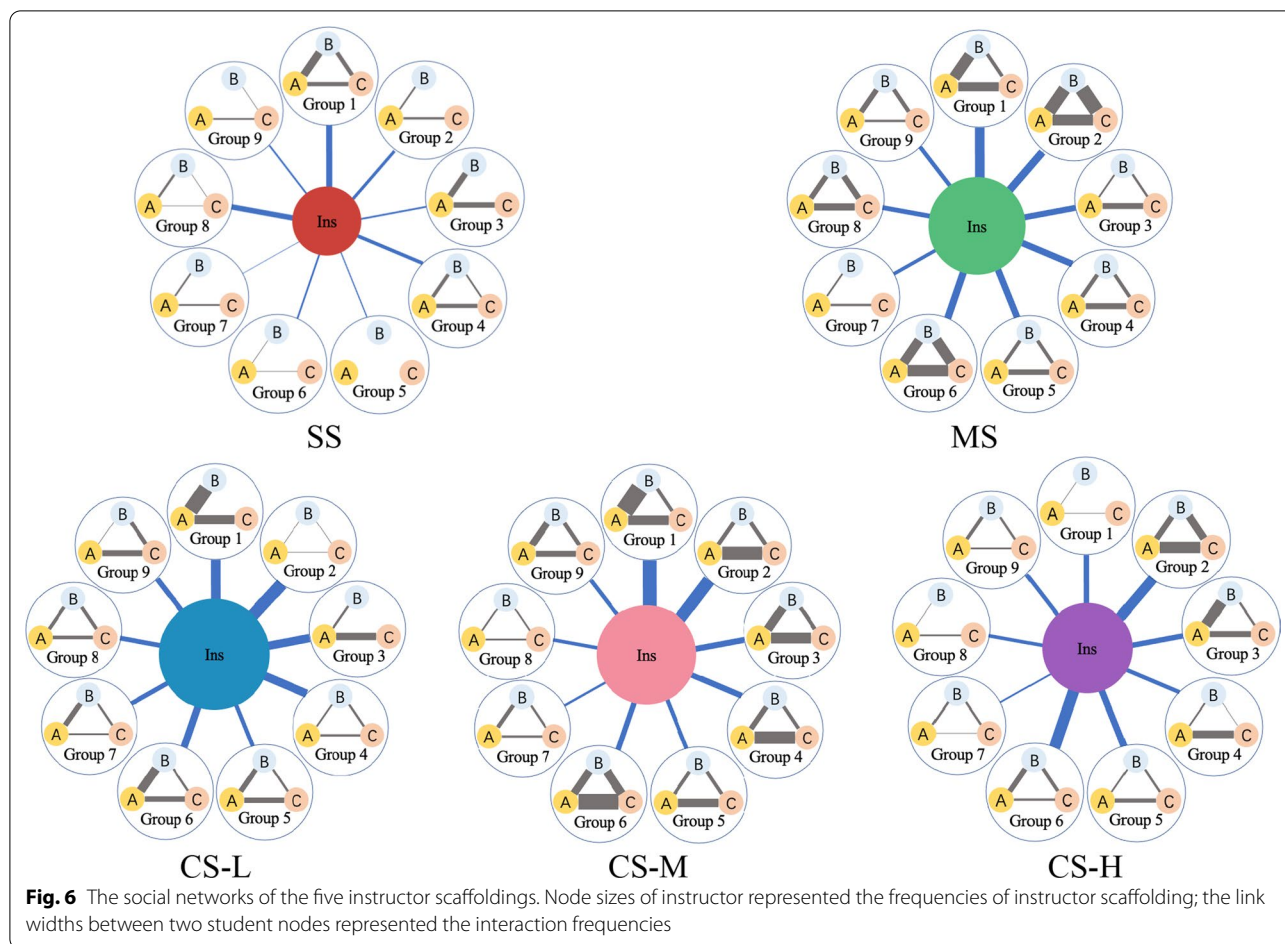 B
A C
Group 1
B
A C
Group 2
B
A C
Group 3
B
A C
Group 4
B
A C
Group 5
B
A C
Group 6
B
A C
Group 7
B
A C
Group 8
B
A C
Group 9
Ins
SS
B
A C
Group 1
B
A C
Group 2
B
A C
Group 3
B
A C
Group 4
B
A C
Group 5
B
A C
Group 6
B
A C
Group 7
B
A C
Group 8
B
A C
Group 9
Ins
MS
B
A C
Group 1
B
A C
Group 2
B
A C
Group 3
B
A C
Group 4
B
A C
Group 5
B
A C
Group 6
B
A C
Group 7
B
A C
Group 8
B
A C
Group 9
Ins
CS-L
B
A C
Group 1
B
A C
Group 2
B
A C
Group 3
B
A C
Group 4
B
A C
Group 5
B
A C
Group 6
B
A C
Group 7
B
A C
Group 8
B
A C
Group 9
Ins
CS-M
B
A C
Group 1
B
A C
Group 2
B
A C
Group 3
B
A C
Group 4
B
A C
Group 5
B
A C
Group 6
B
A C
Group 7
B
A C
Group 8
B
A C
Group 9
Ins
CS-H
Fig. 6 The social networks of the five instructor scaffoldings. Node sizes of instructor represented the frequencies of instructor scaffolding; the link
widths between two student nodes represented the interaction frequencies